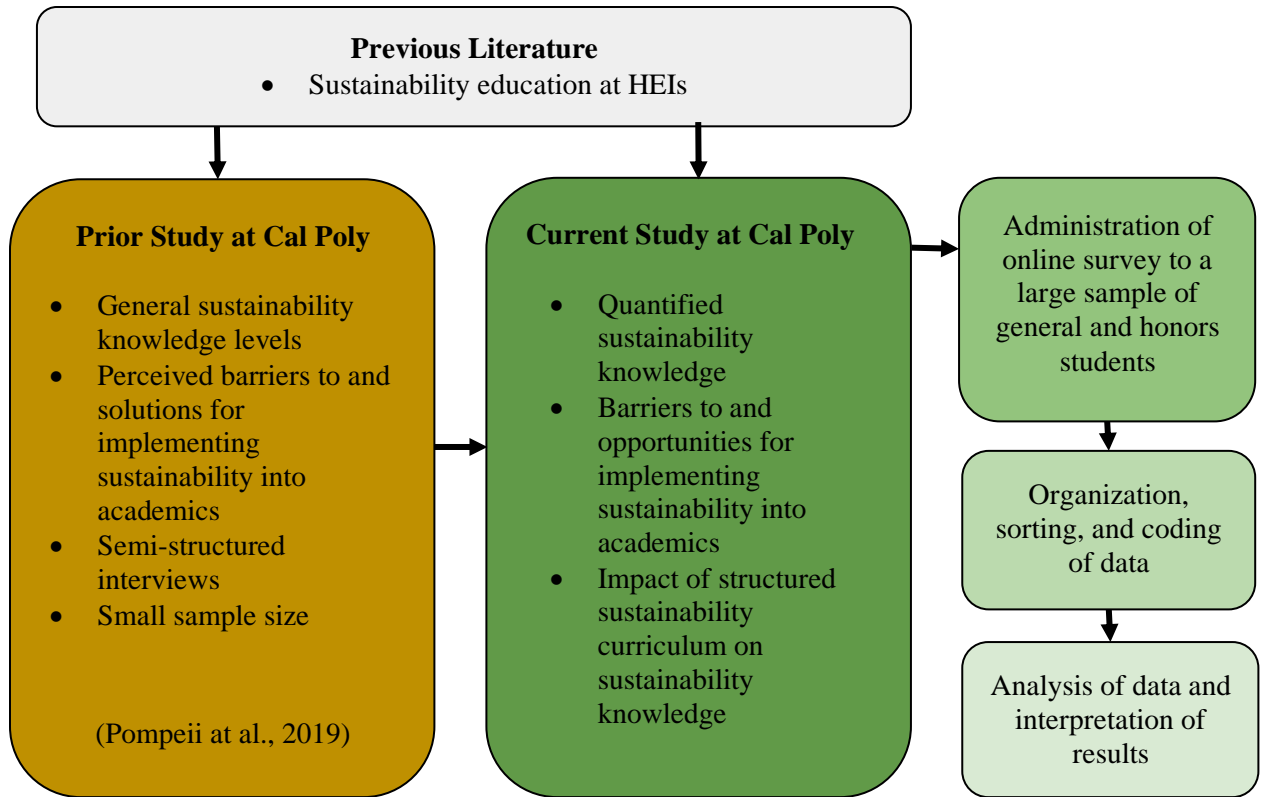 Previous Literature
• Sustainability education at HEIs
Prior Study at Cal Poly
• General sustainability
knowledge levels
• Perceived barriers to and
solutions for
implementing
sustainability into
academics
• Semi-structured
interviews
• Small sample size
(Pompeii at al., 2019)
Current Study at Cal Poly
• Quantified
sustainability
knowledge
• Barriers to and
opportunities for
implementing
sustainability into
academics
• Impact of structured
sustainability
curriculum on
sustainability
knowledge
Administration of
online survey to a
large sample of
general and honors
students
Organization,
sorting, and coding
of data
Analysis of data and
interpretation of
results